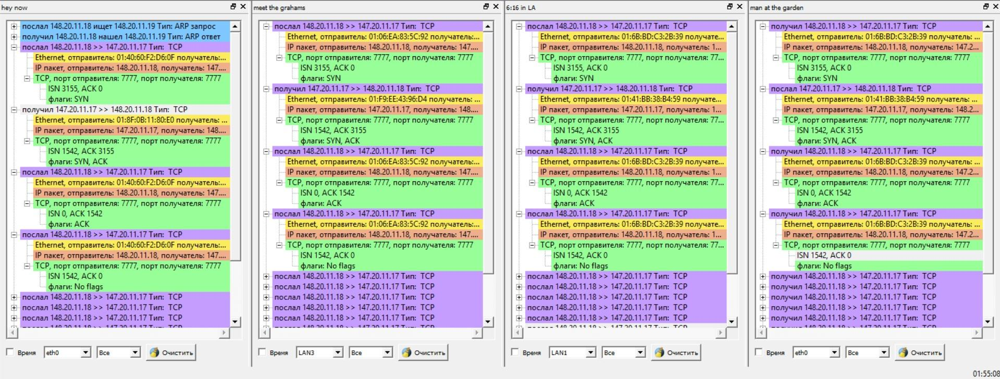 hey now
послал 148.20.11.18 ищет 148.20.11.19 Тип: ARP запрос
получил 148.20.11.18 нашел 148.20.11.19 Тип: ARP ответ
послал 148.20.11.18 >> 147.20.11.17 Тип: TCP
Ethernet, отправитель: 01:40:60:F2:D6:0F получатель:...
IP пакет, отправитель: 148.20.11.18, получатель: 147....
TCP, порт отправителя: 7777, порт получателя: 7777
ISN 3155, ACK 0
флаги: SYN
получил 147.20.11.17 >> 148.20.11.18 Тип: TCP
Ethernet, отправитель: 01:8F:0B:11:80:E0 получатель: ...
IP пакет, отправитель: 147.20.11.17, получатель: 148....
TCP, порт отправителя: 7777, порт получателя: 7777
ISN 1542, ACK 3155
флаги: SYN, ACK
послал 148.20.11.18 >> 147.20.11.17 Тип: TCP
Ethernet, отправитель: 01:40:60:F2:D6:0F получатель:...
IP пакет, отправитель: 148.20.11.18, получатель: 147....
TCP, порт отправителя: 7777, порт получателя: 7777
ISN 0, ACK 1542
флаги: ACK
послал 148.20.11.18 >> 147.20.11.17 Тип: TCP
Ethernet, отправитель: 01:40:60:F2:D6:0F получатель:...
IP пакет, отправитель: 148.20.11.18, получатель: 147....
TCP, порт отправителя: 7777, порт получателя: 7777
ISN 1542, ACK 0
флаги: No flags
послал 148.20.11.18 >> 147.20.11.17 Тип: TCP
послал 148.20.11.18 >> 147.20.11.17 Тип: TCP
послал 148.20.11.18 >> 147.20.11.17 Тип: TCP
послал 148.20.11.18 >> 147.20.11.17 Тип: TCP
Время eth0 Все Очистить
meet the grahams
послал 148.20.11.18 >> 147.20.11.17 Тип: TCP
Ethernet, отправитель: 01:06:EA:83:5C:92 получатель:...
IP пакет, отправитель: 148.20.11.18, получатель: 147....
TCP, порт отправителя: 7777, порт получателя: 7777
ISN 3155, ACK 0
флаги: SYN
получил 147.20.11.17 >> 148.20.11.18 Тип: TCP
Ethernet, отправитель: 01:F9:EE:43:96:D4 получатель: ...
IP пакет, отправитель: 147.20.11.17, получатель: 148....
TCP, порт отправителя: 7777, порт получателя: 7777
ISN 1542, ACK 3155
флаги: SYN, ACK
послал 148.20.11.18 >> 147.20.11.17 Тип: TCP
Ethernet, отправитель: 01:06:EA:83:5C:92 получатель:...
IP пакет, отправитель: 148.20.11.18, получатель: 147....
TCP, порт отправителя: 7777, порт получателя: 7777
ISN 0, ACK 1542
флаги: ACK
послал 148.20.11.18 >> 147.20.11.17 Тип: TCP
Ethernet, отправитель: 01:06:EA:83:5C:92 получатель:...
IP пакет, отправитель: 148.20.11.18, получатель: 147....
TCP, порт отправителя: 7777, порт получателя: 7777
ISN 1542, ACK 0
флаги: No flags
послал 148.20.11.18 >> 147.20.11.17 Тип: TCP
послал 148.20.11.18 >> 147.20.11.17 Тип: TCP
послал 148.20.11.18 >> 147.20.11.17 Тип: TCP
послал 148.20.11.18 >> 147.20.11.17 Тип: TCP
послал 148.20.11.18 >> 147.20.11.17 Тип: TCP
послал 148.20.11.18 >> 147.20.11.17 Тип: TCP
Время LAN3 Все Очистить
6:16 in LA
послал 148.20.11.18 >> 147.20.11.17 Тип: TCP
Ethernet, отправитель: 01:6B:BD:C3:2B:39 получате...
IP пакет, отправитель: 148.20.11.18, получатель: 1...
TCP, порт отправителя: 7777, порт получателя: 77...
ISN 3155, ACK 0
флаги: SYN
получил 147.20.11.17 >> 148.20.11.18 Тип: TCP
Ethernet, отправитель: 01:41:BB:38:B4:59 получате...
IP пакет, отправитель: 147.20.11.17, получатель: 1...
TCP, порт отправителя: 7777, порт получателя: 77...
ISN 1542, ACK 3155
флаги: SYN, ACK
послал 148.20.11.18 >> 147.20.11.17 Тип: TCP
Ethernet, отправитель: 01:6B:BD:C3:2B:39 получате...
IP пакет, отправитель: 148.20.11.18, получатель: 1...
TCP, порт отправителя: 7777, порт получателя: 77...
ISN 0, ACK 1542
флаги: ACK
послал 148.20.11.18 >> 147.20.11.17 Тип: TCP
Ethernet, отправитель: 01:6B:BD:C3:2B:39 получате...
IP пакет, отправитель: 148.20.11.18, получатель: 1...
TCP, порт отправителя: 7777, порт получателя: 77...
ISN 1542, ACK 0
флаги: No flags
послал 148.20.11.18 >> 147.20.11.17 Тип: TCP
послал 148.20.11.18 >> 147.20.11.17 Тип: TCP
послал 148.20.11.18 >> 147.20.11.17 Тип: TCP
послал 148.20.11.18 >> 147.20.11.17 Тип: TCP
послал 148.20.11.18 >> 147.20.11.17 Тип: TCP
послал 148.20.11.18 >> 147.20.11.17 Тип: TCP
Время LAN1 Все Очистить
man at the garden
получил 148.20.11.18 >> 147.20.11.17 Тип: TCP
Ethernet, отправитель: 01:6B:BD:C3:2B:39 получатель: ...
IP пакет, отправитель: 148.20.11.18, получатель: 147.2...
TCP, порт отправителя: 7777, порт получателя: 7777
ISN 3155, ACK 0
флаги: SYN
послал 147.20.11.17 >> 148.20.11.18 Тип: TCP
Ethernet, отправитель: 01:41:BB:38:B4:59 получатель: ...
IP пакет, отправитель: 147.20.11.17, получатель: 148.2...
TCP, порт отправителя: 7777, порт получателя: 7777
ISN 1542, ACK 3155
флаги: SYN, ACK
получил 148.20.11.18 >> 147.20.11.17 Тип: TCP
Ethernet, отправитель: 01:6B:BD:C3:2B:39 получатель: ...
IP пакет, отправитель: 148.20.11.18, получатель: 147.2...
TCP, порт отправителя: 7777, порт получателя: 7777
ISN 0, ACK 1542
флаги: ACK
получил 148.20.11.18 >> 147.20.11.17 Тип: TCP
Ethernet, отправитель: 01:6B:BD:C3:2B:39 получатель: ...
IP пакет, отправитель: 148.20.11.18, получатель: 147.2...
TCP, порт отправителя: 7777, порт получателя: 7777
ISN 1542, ACK 0
флаги: No flags
получил 148.20.11.18 >> 147.20.11.17 Тип: TCP
получил 148.20.11.18 >> 147.20.11.17 Тип: TCP
получил 148.20.11.18 >> 147.20.11.17 Тип: TCP
получил 148.20.11.18 >> 147.20.11.17 Тип: TCP
получил 148.20.11.18 >> 147.20.11.17 Тип: TCP
получил 148.20.11.18 >> 147.20.11.17 Тип: TCP
Время eth0 Все Очистить
01:55:08